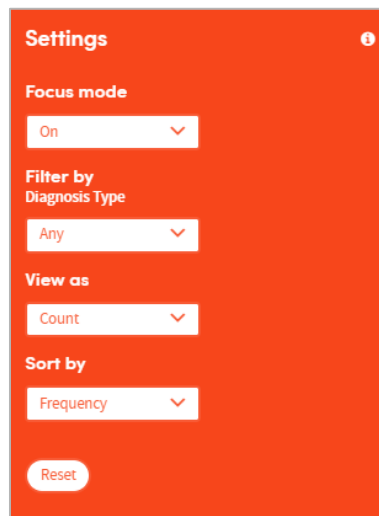 Settings
Focus mode
On
Filter by
Diagnosis Type
Any
View as
Count
Sort by
Frequency
Reset